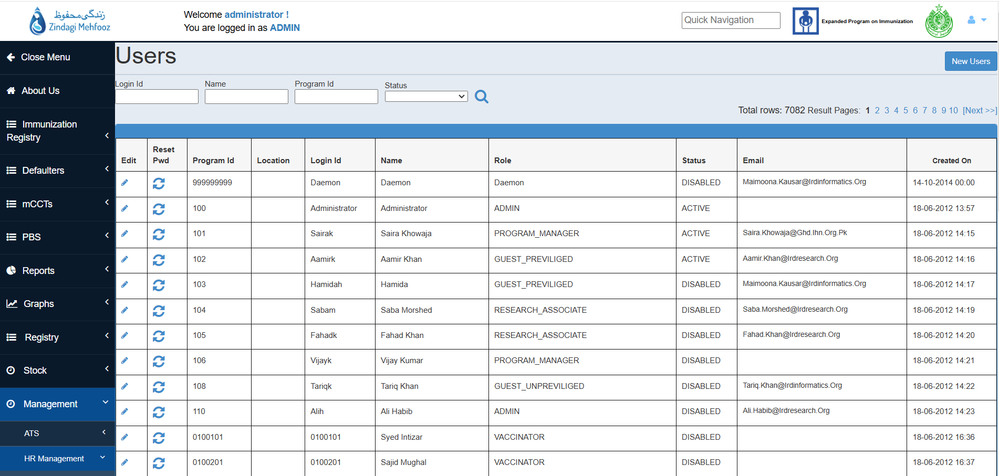 زندگی محفوظ
Zindagi Mehfooz
Welcome administrator !
You are logged in as ADMIN
Quick Navigation
Expanded Program on Immunization
Close Menu
About Us
Immunization
Registry
Defaulters
mCCTs
PBS
Reports
Graphs
Registry
Stock
Management
ATS
HR Management
Users
New Users
Login Id Name Program Id Status
Total rows: 7082 Result Pages: 1 2 3 4 5 6 7 8 9 10 [Next >>]
Edit Reset Pwd Program Id Location Login Id Name Role Status Email Created On
999999999 Daemon Daemon Daemon DISABLED Maimoona.Kausar@Irdinformatics.Org 14-10-2014 00:00
100 Administrator Administrator ADMIN ACTIVE 18-06-2012 13:57
101 Sairak Saira Khowaja PROGRAM_MANAGER ACTIVE Saira.Khowaja@Ghd.Ihn.Org.Pk 18-06-2012 14:15
102 Aamirk Aamir Khan GUEST_PREVILIGED ACTIVE Aamir.Khan@Irdresearch.Org 18-06-2012 14:16
103 Hamidah Hamida GUEST_PREVILIGED DISABLED Maimoona.Kausar@Irdinformatics.Org 18-06-2012 14:17
104 Sabam Saba Morshed RESEARCH_ASSOCIATE DISABLED Saba.Morshed@Irdresearch.Org 18-06-2012 14:19
105 Fahadk Fahad Khan RESEARCH_ASSOCIATE DISABLED Fahad.Khan@Irdresearch.Org 18-06-2012 14:20
106 Vijayk Vijay Kumar PROGRAM_MANAGER DISABLED 18-06-2012 14:21
108 Tariqk Tariq Khan GUEST_UNPREVILIGED DISABLED Tariq.Khan@Irdinformatics.Org 18-06-2012 14:22
110 Alih Ali Habib ADMIN DISABLED Ali.Habib@Irdresearch.Org 18-06-2012 14:23
0100101 0100101 Syed Intizar VACCINATOR DISABLED 18-06-2012 16:36
0100201 0100201 Sajid Mughal VACCINATOR DISABLED 18-06-2012 16:37